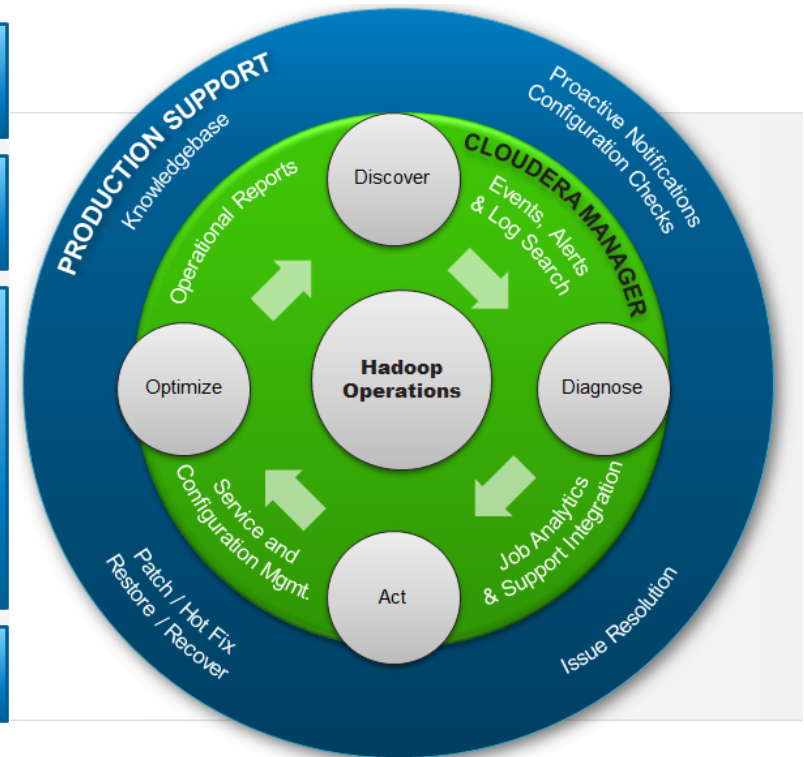 PRODUCTION SUPPORT
Knowledgebase
Proactive Notifications
Configuration Checks
CLOUDERA MANAGER
Operational Reports
Discover
Events, Alerts
& Log Search
Optimize
Hadoop
Operations
Diagnose
Service and
Configuration Mgmt.
Job Analytics
& Support Integration
Act
Patch / Hot Fix
Restore / Recover
Issue Resolution